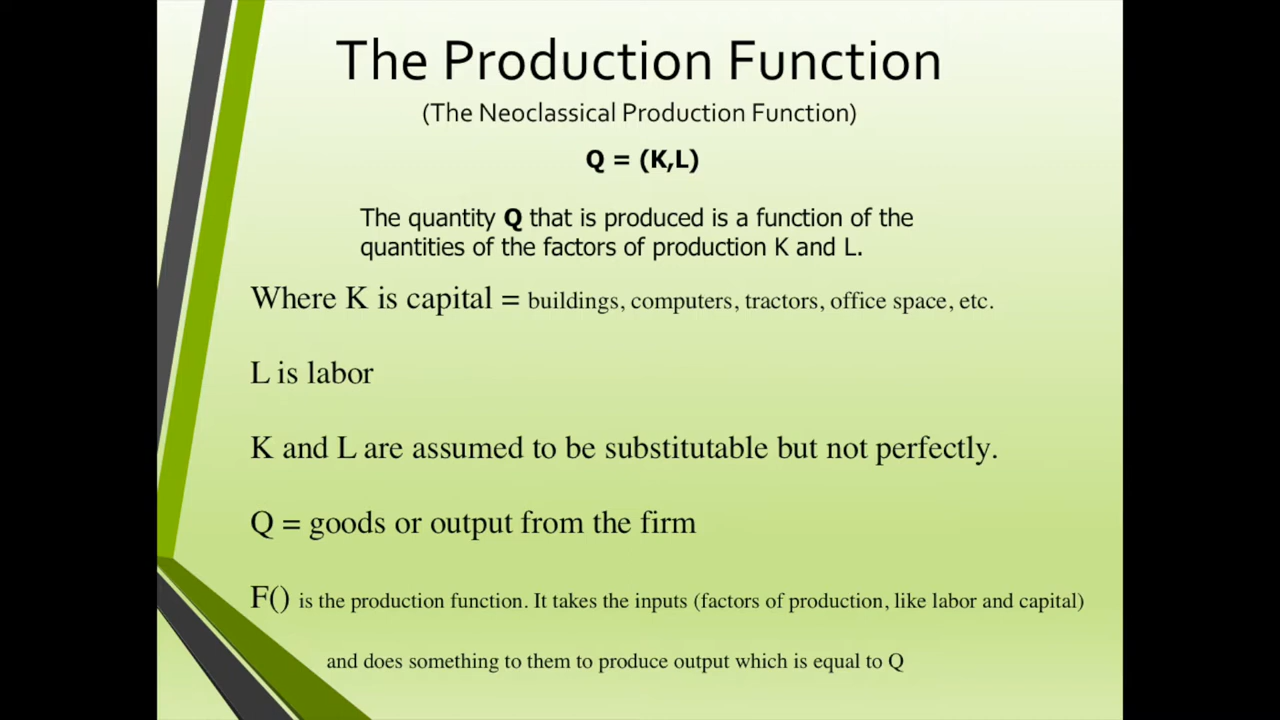 The Production Function
(The Neoclassical Production Function)
Q = (K,L)
The quantity Q that is produced is a function of the
quantities of the factors of production K and L.
Where K is capital = buildings, computers, tractors, office space, etc.
L is labor
K and L are assumed to be substitutable but not perfectly.
Q = goods or output from the firm
F() is the production function. It takes the inputs (factors of production, like labor and capital)
and does something to them to produce output which is equal to Q